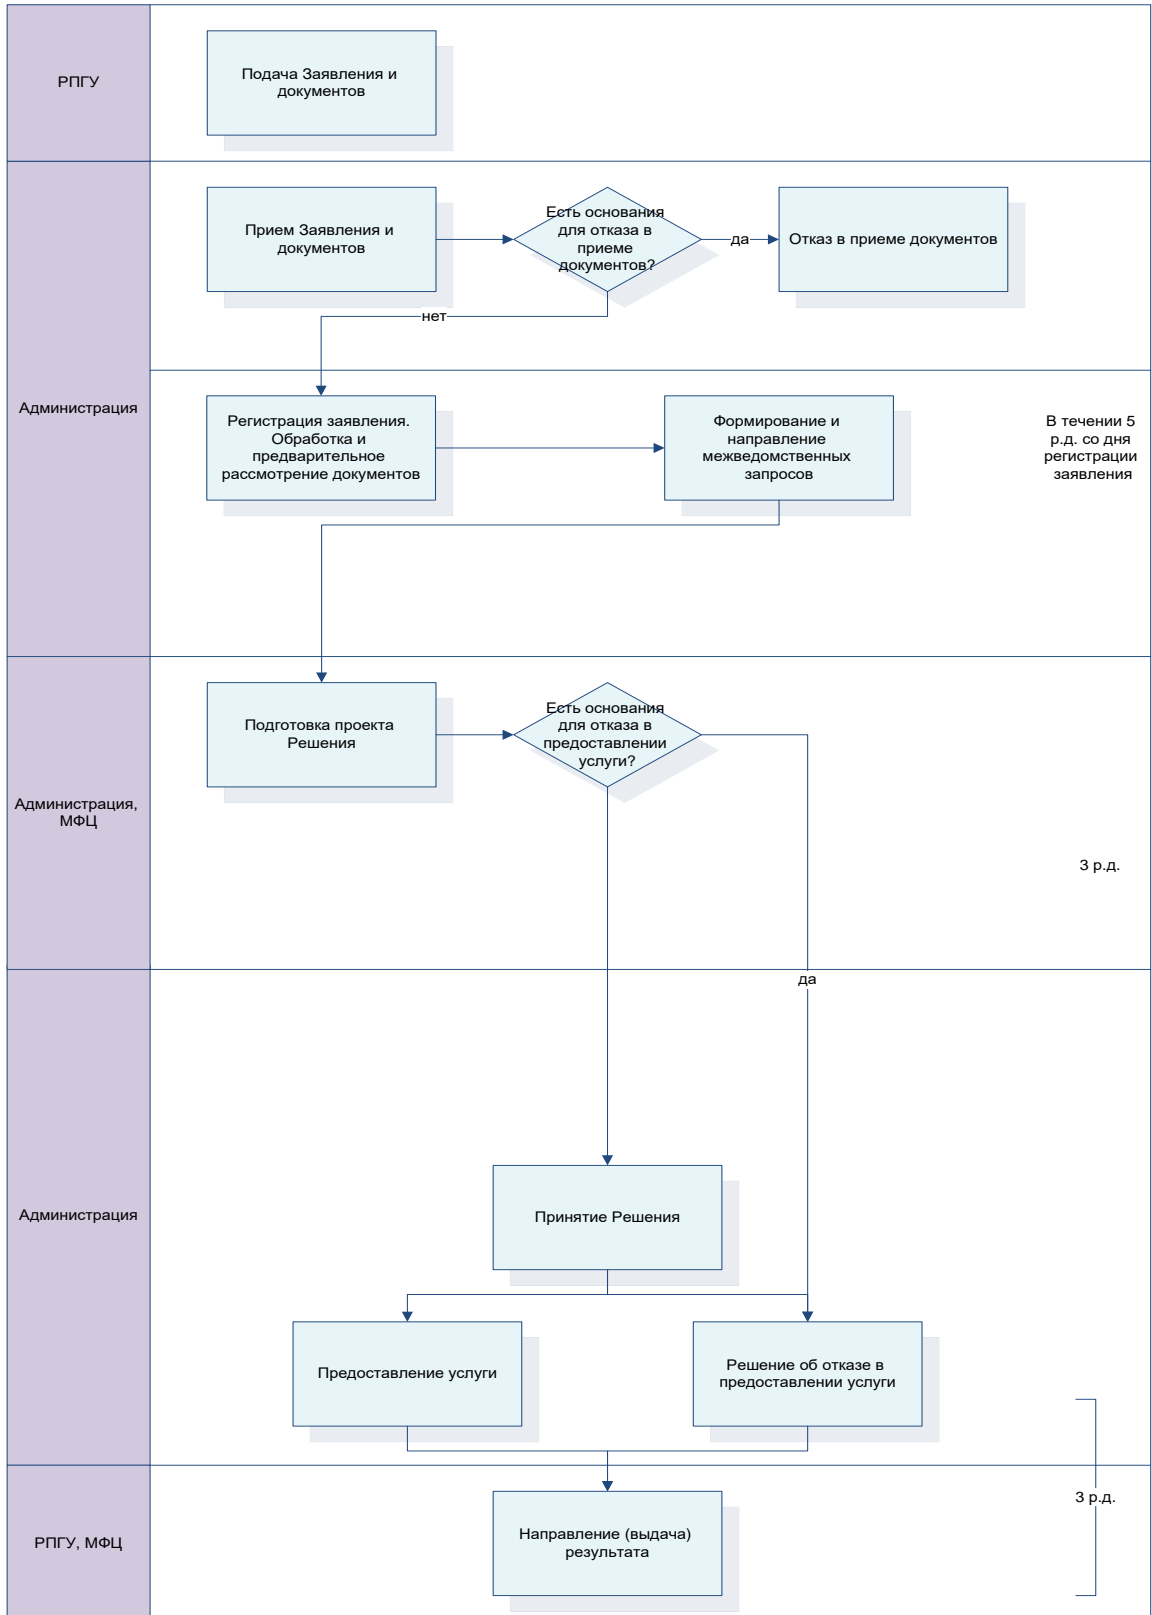 РПГУ
Подача Заявления и
документов
Администрация
Прием Заявления и
документов
Есть основания
для отказа в
приеме
документов?
да
Отказ в приеме документов
нет
Регистрация заявления.
Обработка и
предварительное
рассмотрение документов
Формирование и
направление
межведомственных
запросов
В течении 5
р.д. со дня
регистрации
заявления
Администрация,
МФЦ
Подготовка проекта
Решения
Есть основания
для отказа в
предоставлении
услуги?
3 р.д.
да
Администрация
Принятие Решения
Предоставление услуги
Решение об отказе в
предоставлении услуги
3 р.д.
РПГУ, МФЦ
Направление (выдача)
результата